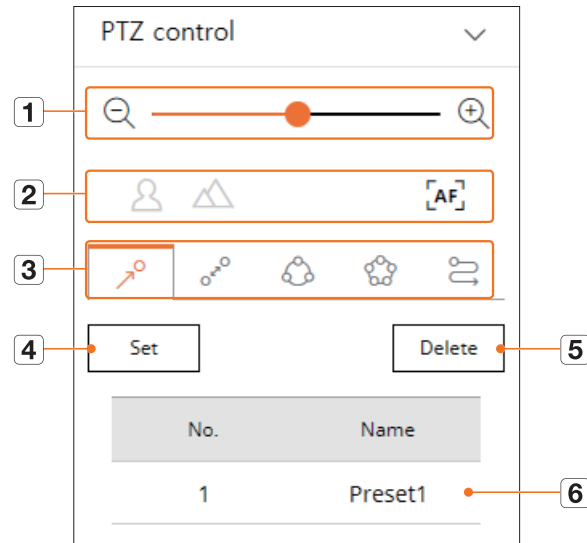 PTZ control
1
2
AF
3
4 Set Delete 5
No. Name
1 Preset1 6